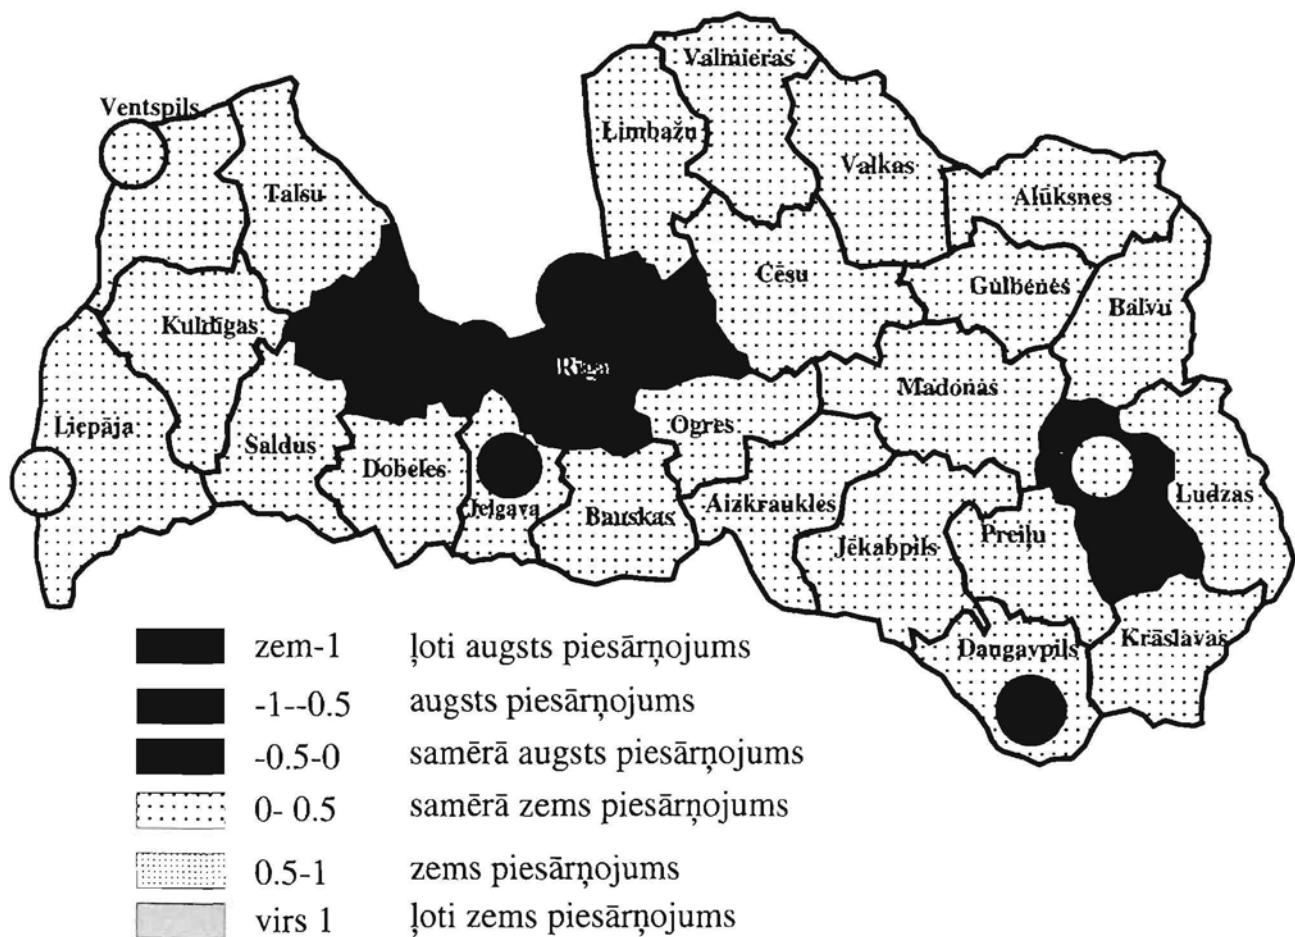 Valmieras
Ventspils
Limbažu
Valkas
Talsu
Alūksnes
Cēsu
Gulbenes
Balvu
Kuldīgas
Rīga
Madonas
Liepāja
Ogres
Saldus
Dobeles
Ludzas
Jelgava
Bauskas
Aizkraukles
Preiļu
Jēkabpils
Krāslavas
Daugavpils
zem-1 ļoti augsts piesārņojums
-1--0.5 augsts piesārņojums
-0.5-0 samērā augsts piesārņojums
0- 0.5 samērā zems piesārņojums
0.5-1 zems piesārņojums
virs 1 ļoti zems piesārņojums